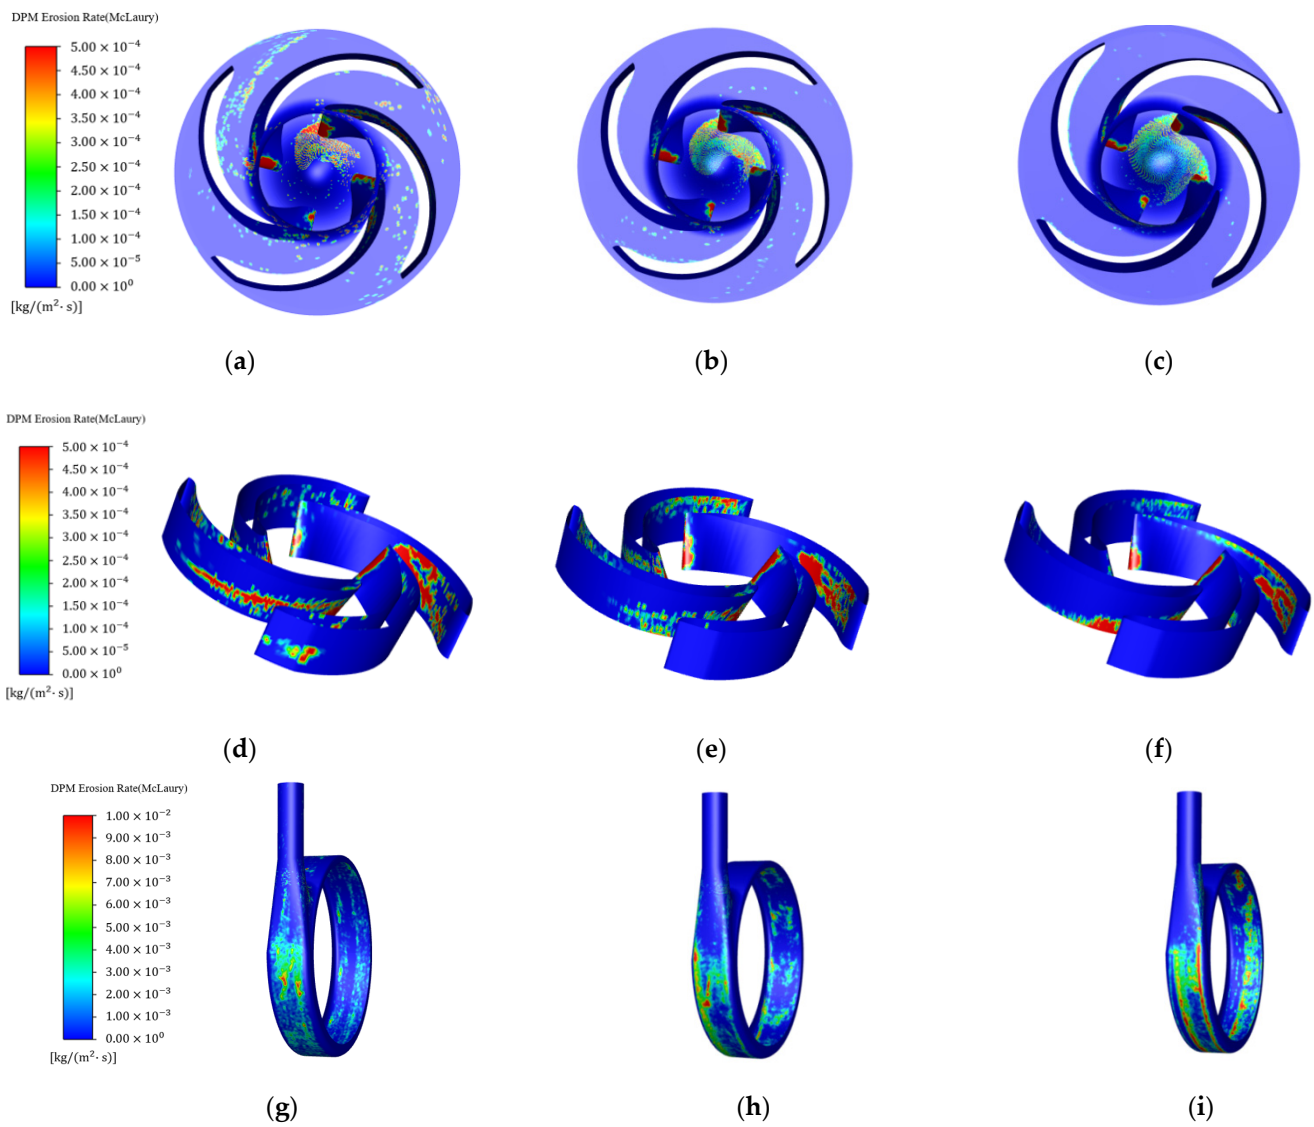 DPM Erosion Rate(McLaury)
5.00 × 10⁻⁴
4.50 × 10⁻⁴
4.00 × 10⁻⁴
3.50 × 10⁻⁴
3.00 × 10⁻⁴
2.50 × 10⁻⁴
2.00 × 10⁻⁴
1.50 × 10⁻⁴
1.00 × 10⁻⁴
5.00 × 10⁻⁵
0.00 × 10⁰
[kg/(m²· s)]
(a)
(b)
(c)
DPM Erosion Rate(McLaury)
5.00 × 10⁻⁴
4.50 × 10⁻⁴
4.00 × 10⁻⁴
3.50 × 10⁻⁴
3.00 × 10⁻⁴
2.50 × 10⁻⁴
2.00 × 10⁻⁴
1.50 × 10⁻⁴
1.00 × 10⁻⁴
5.00 × 10⁻⁵
0.00 × 10⁰
[kg/(m²· s)]
(d)
(e)
(f)
DPM Erosion Rate(McLaury)
1.00 × 10⁻²
9.00 × 10⁻³
8.00 × 10⁻³
7.00 × 10⁻³
6.00 × 10⁻³
5.00 × 10⁻³
4.00 × 10⁻³
3.00 × 10⁻³
2.00 × 10⁻³
1.00 × 10⁻³
0.00 × 10⁰
[kg/(m²· s)]
(g)
(h)
(i)